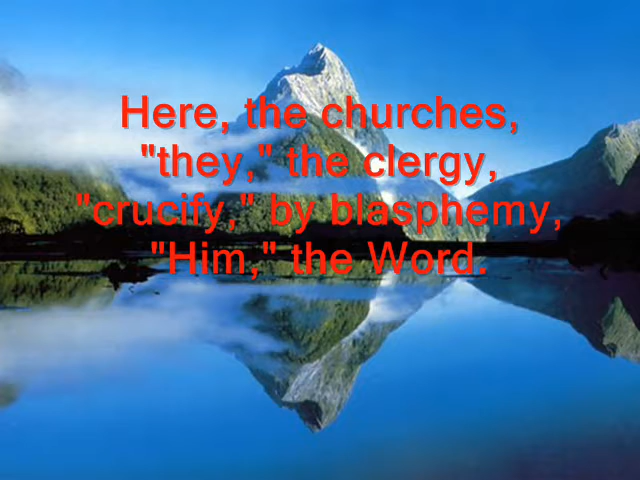 Here, the churches,
"they," the clergy,
"crucify," by blasphemy,
"Him," the Word.